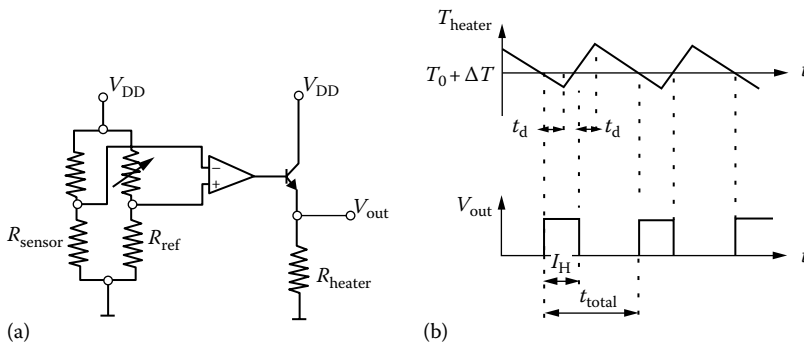 V_DD
V_DD
−
+
V_out
R_sensor
R_ref
R_heater
(a)
T_heater
T_0 + ΔT
t
t_d
t_d
V_out
t
I_H
t_total
(b)